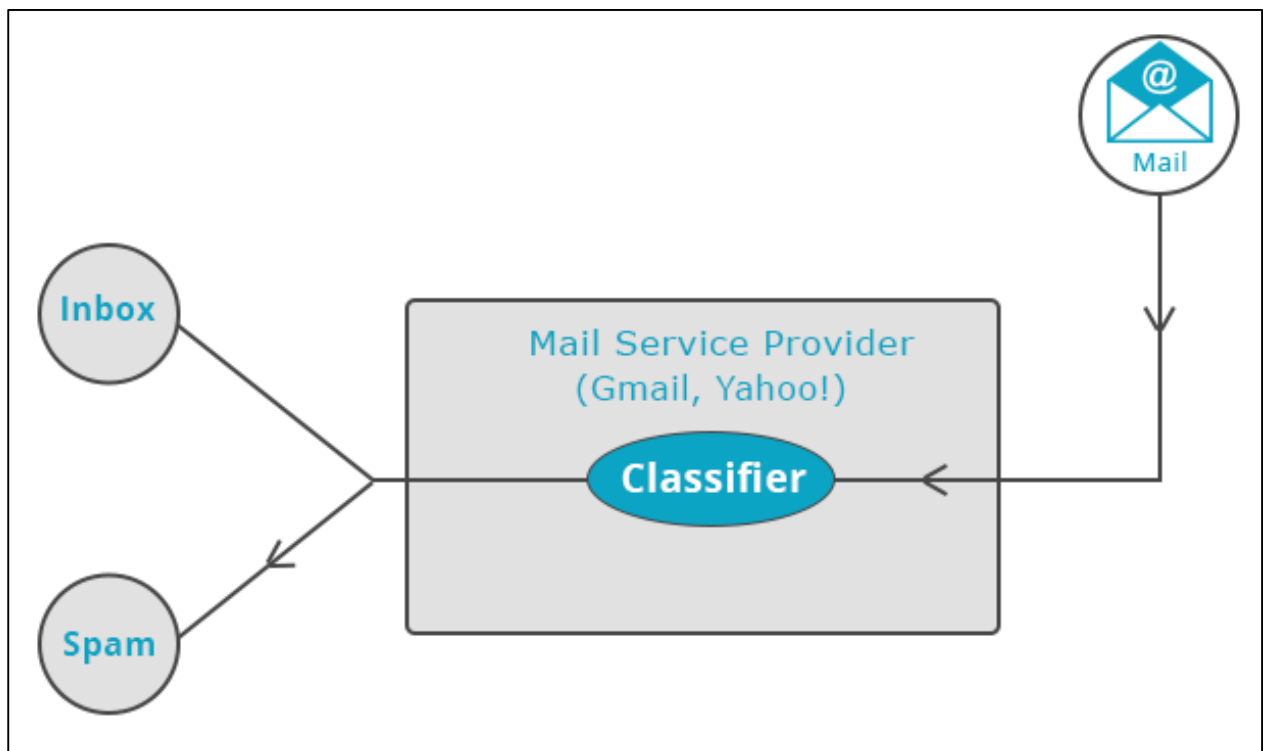 @
Mail
Inbox
Mail Service Provider
(Gmail, Yahoo!)
Classifier
Spam